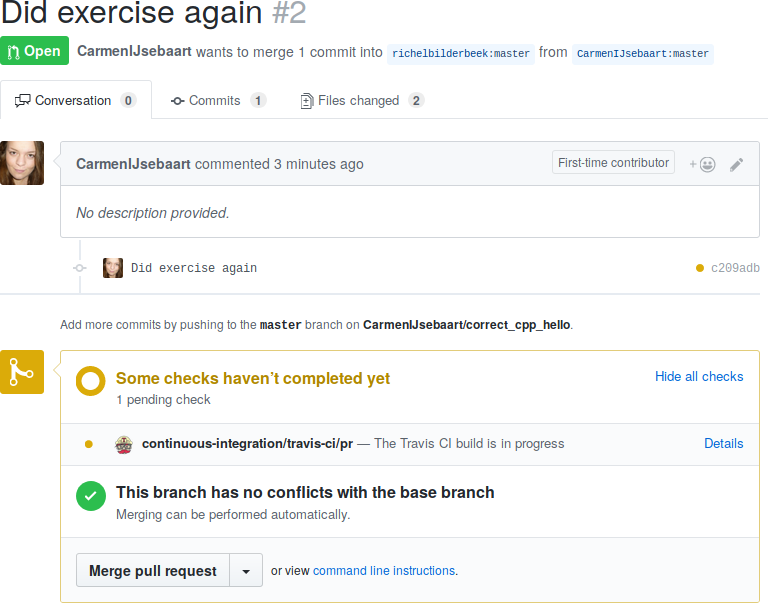 Did exercise again #2
Open CarmenIJsebaart wants to merge 1 commit into richelbilderbeek:master from CarmenIJsebaart:master
Conversation 0 Commits 1 Files changed 2
CarmenIJsebaart commented 3 minutes ago First-time contributor
No description provided.
Did exercise again c209adb
Add more commits by pushing to the master branch on CarmenIJsebaart/correct_cpp_hello.
Some checks haven’t completed yet Hide all checks
1 pending check
continuous-integration/travis-ci/pr — The Travis CI build is in progress Details
This branch has no conflicts with the base branch
Merging can be performed automatically.
Merge pull request or view command line instructions.